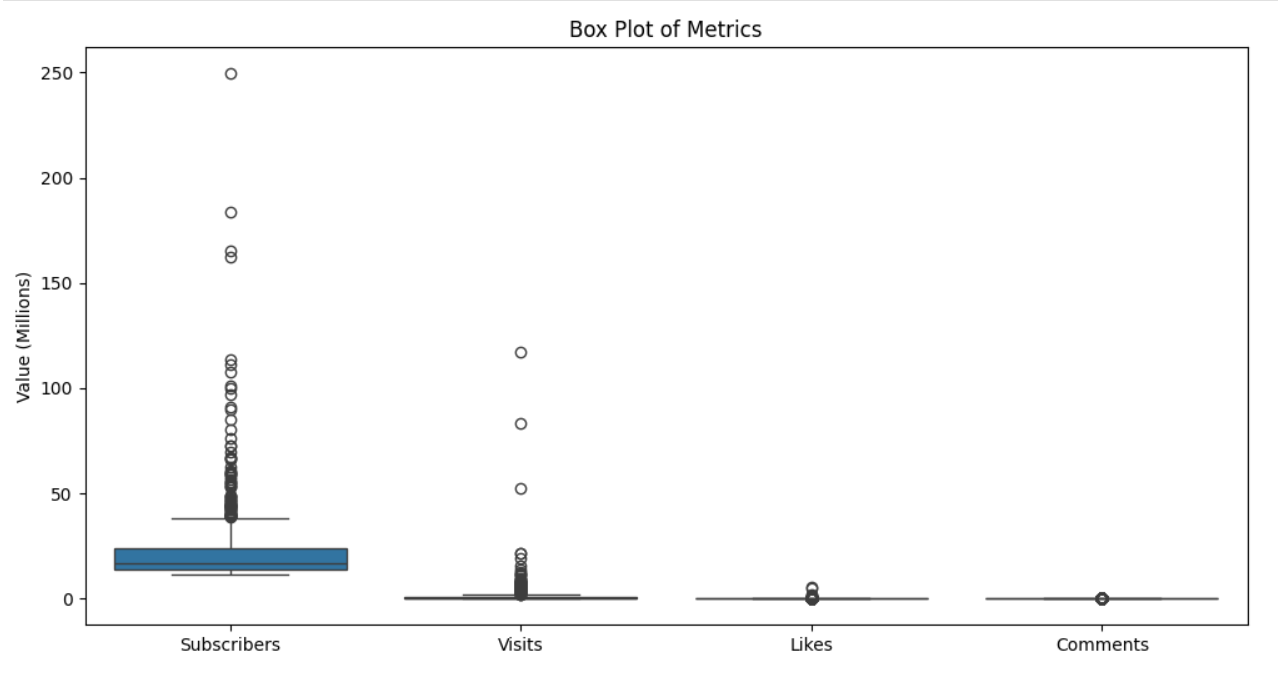 Box Plot of Metrics
Value (Millions)
250
200
150
100
50
0
Subscribers
Visits
Likes
Comments